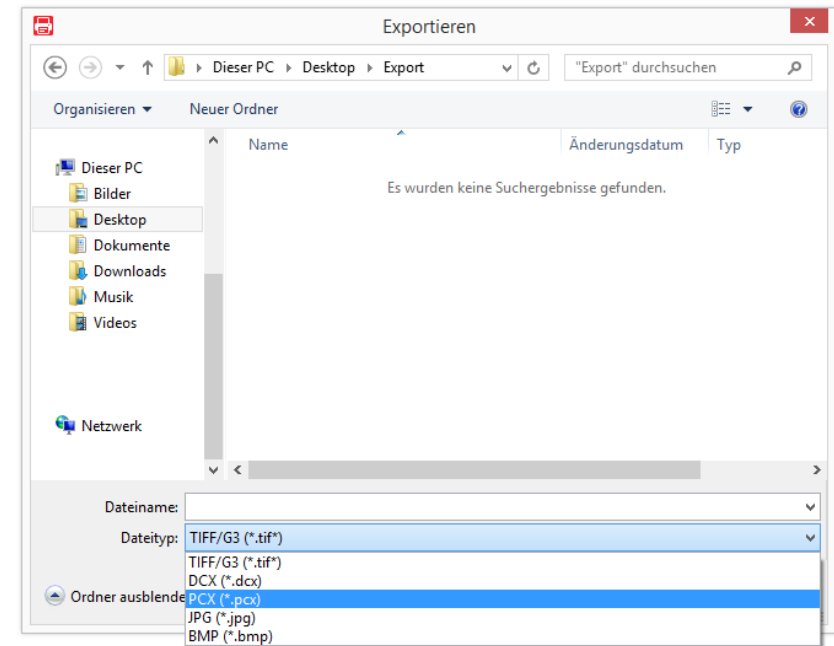 Exportieren
Dieser PC Desktop Export "Export" durchsuchen
Organisieren Neuer Ordner
Name Änderungsdatum Typ
Es wurden keine Suchergebnisse gefunden.
Dieser PC
Bilder
Desktop
Dokumente
Downloads
Musik
Videos
Netzwerk
Dateiname:
Dateityp: TIFF/G3 (*.tif*)
TIFF/G3 (*.tif*)
DCX (*.dcx)
Ordner ausblende PCX (*.pcx)
JPG (*.jpg)
BMP (*.bmp)